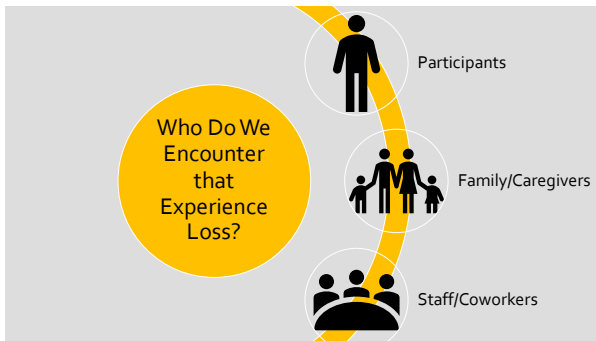 Who Do We
Encounter
that
Experience
Loss?
Participants
Family/Caregivers
Staff/Coworkers